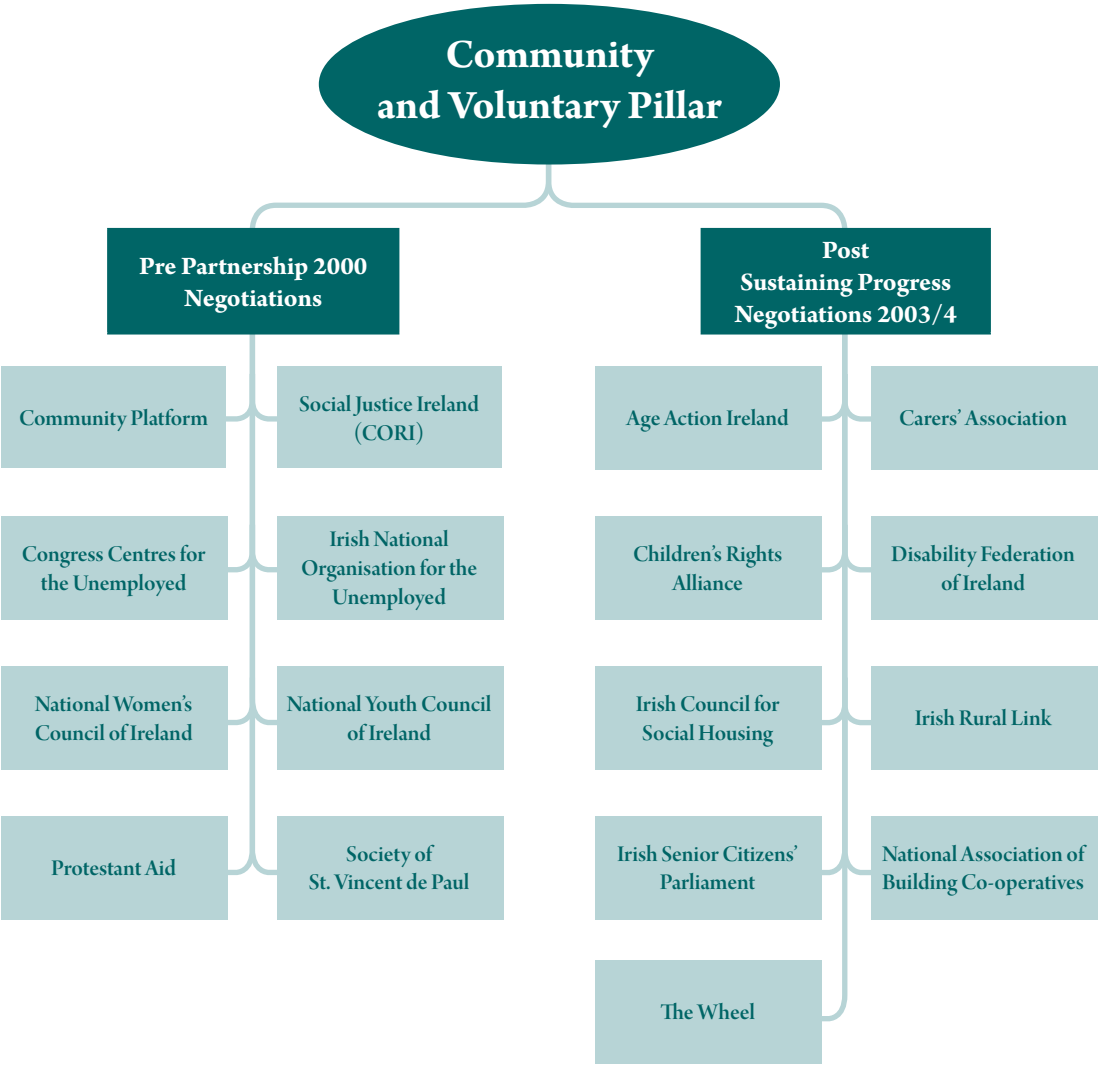 Community
and Voluntary Pillar
Pre Partnership 2000
Negotiations
Post
Sustaining Progress
Negotiations 2003/4
Community Platform
Social Justice Ireland
(CORI)
Congress Centres for
the Unemployed
Irish National
Organisation for the
Unemployed
National Women's
Council of Ireland
National Youth Council
of Ireland
Protestant Aid
Society of
St. Vincent de Paul
Age Action Ireland
Carers' Association
Children's Rights
Alliance
Disability Federation
of Ireland
Irish Council for
Social Housing
Irish Rural Link
Irish Senior Citizens'
Parliament
National Association of
Building Co-operatives
The Wheel